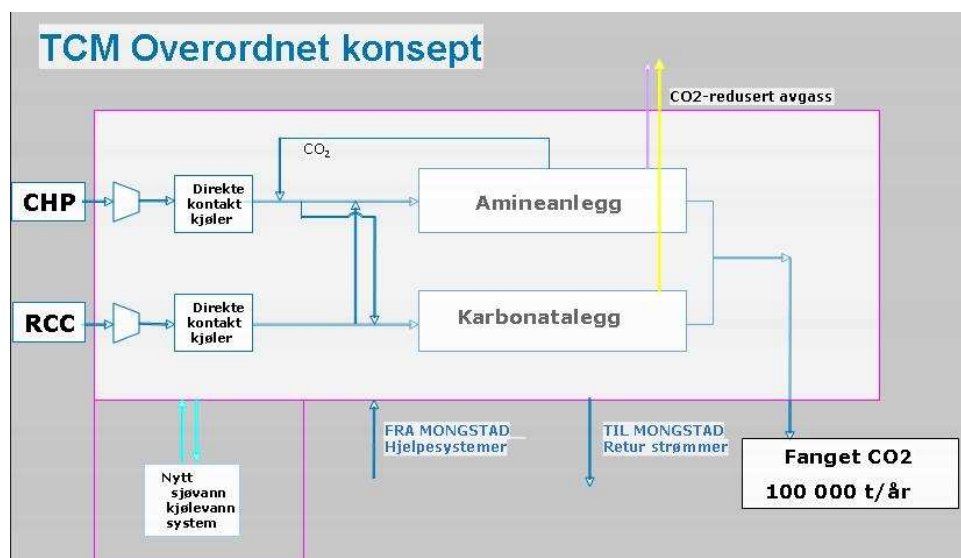 TCM Overordnet konsept
CO2-redusert avgass
CO₂
CHP
Direkte
kontakt
kjøler
Amineanlegg
RCC
Direkte
kontakt
kjøler
Karbonatalegg
FRA MONGSTAD
Hjelpesystemer
TIL MONGSTAD
Retur strømmer
Nytt
sjøvann
kjølevann
system
Fanget CO2
100 000 t/år